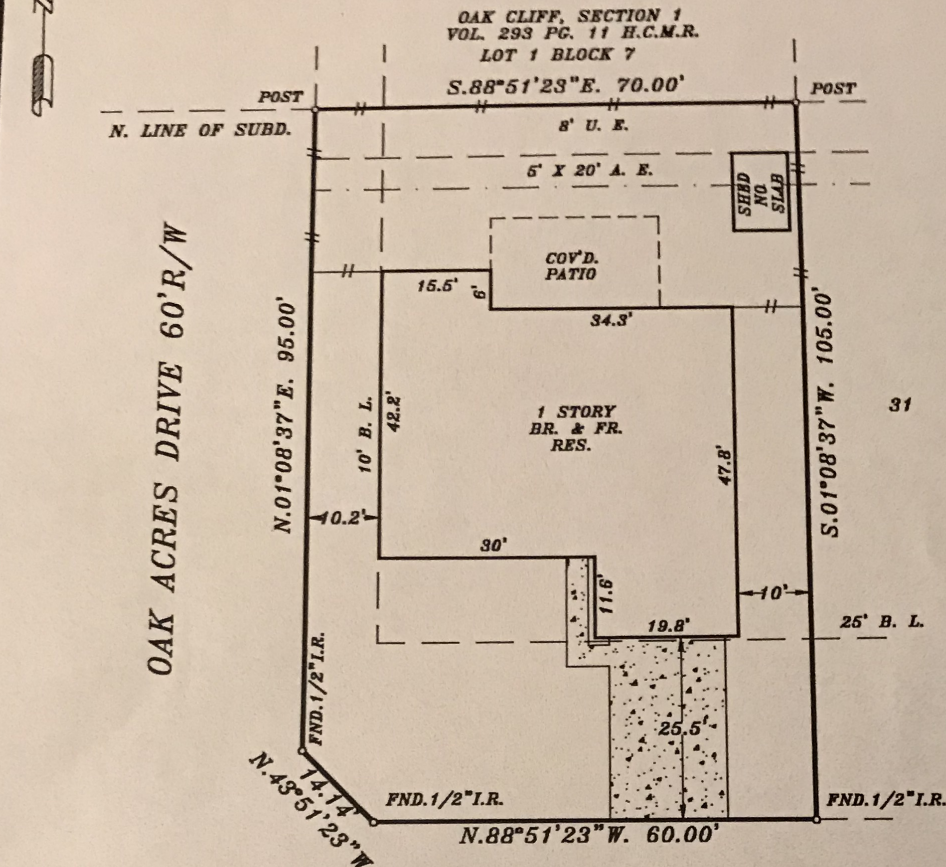 OAK CLIFF, SECTION 1
VOL. 293 PG. 11 H.C.M.R.
LOT 1 BLOCK 7
S.88°51'23"E. 70.00'
POST
POST
N. LINE OF SUBD.
8' U. E.
5' X 20' A. E.
SHED
NO
SLAB
COV'D.
PATIO
15.5'
6'
34.3'
OAK ACRES DRIVE 60'R/W
N.01°08'37"E. 95.00'
10' B. L.
42.2'
1 STORY
BR. & FR.
RES.
47.8'
S.01°08'37"W. 105.00'
31
10.2'
30'
11.6'
19.8'
10'
25' B. L.
25.5'
FND.1/2"I.R.
14.14'
N.43°51'23"W
FND.1/2"I.R.
FND.1/2"I.R.
N.88°51'23"W. 60.00'